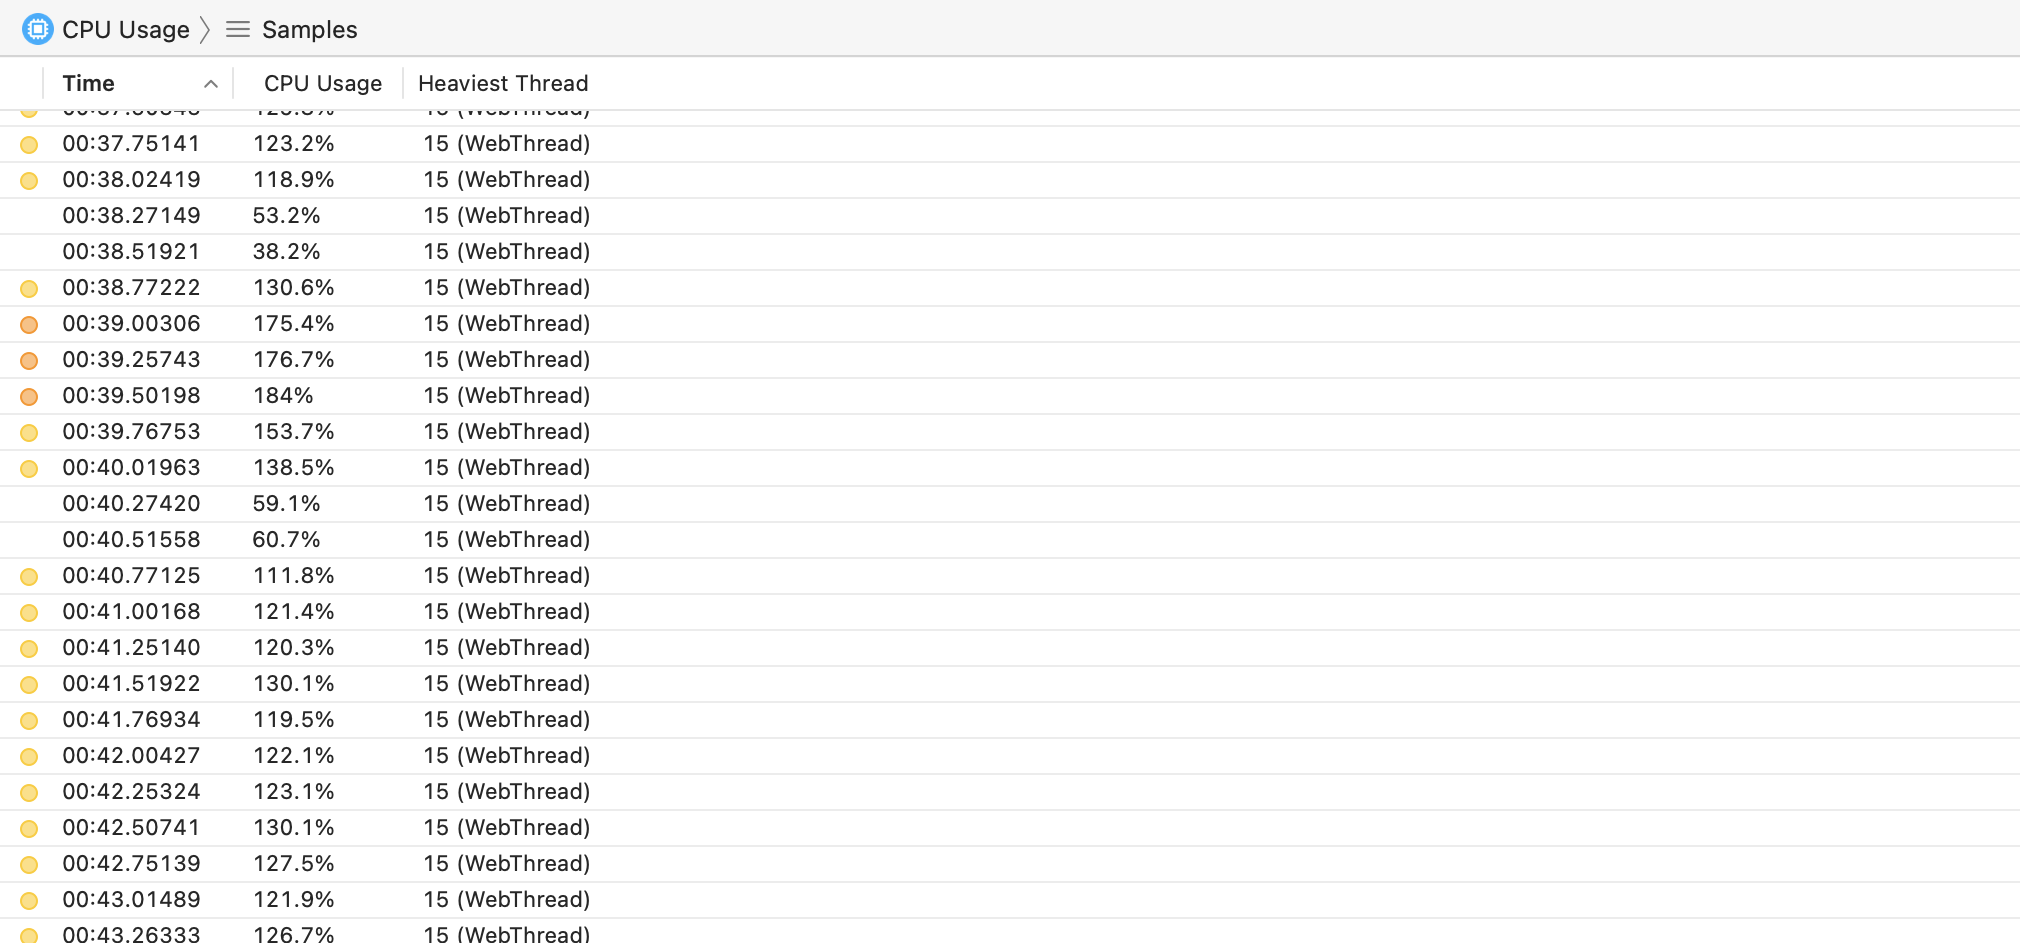 CPU Usage Samples
Time CPU Usage Heaviest Thread
15 (WebThread)
00:37.75141 123.2% 15 (WebThread)
00:38.02419 118.9% 15 (WebThread)
00:38.27149 53.2% 15 (WebThread)
00:38.51921 38.2% 15 (WebThread)
00:38.77222 130.6% 15 (WebThread)
00:39.00306 175.4% 15 (WebThread)
00:39.25743 176.7% 15 (WebThread)
00:39.50198 184% 15 (WebThread)
00:39.76753 153.7% 15 (WebThread)
00:40.01963 138.5% 15 (WebThread)
00:40.27420 59.1% 15 (WebThread)
00:40.51558 60.7% 15 (WebThread)
00:40.77125 111.8% 15 (WebThread)
00:41.00168 121.4% 15 (WebThread)
00:41.25140 120.3% 15 (WebThread)
00:41.51922 130.1% 15 (WebThread)
00:41.76934 119.5% 15 (WebThread)
00:42.00427 122.1% 15 (WebThread)
00:42.25324 123.1% 15 (WebThread)
00:42.50741 130.1% 15 (WebThread)
00:42.75139 127.5% 15 (WebThread)
00:43.01489 121.9% 15 (WebThread)
00:43.26333 126.7% 15 (WebThread)